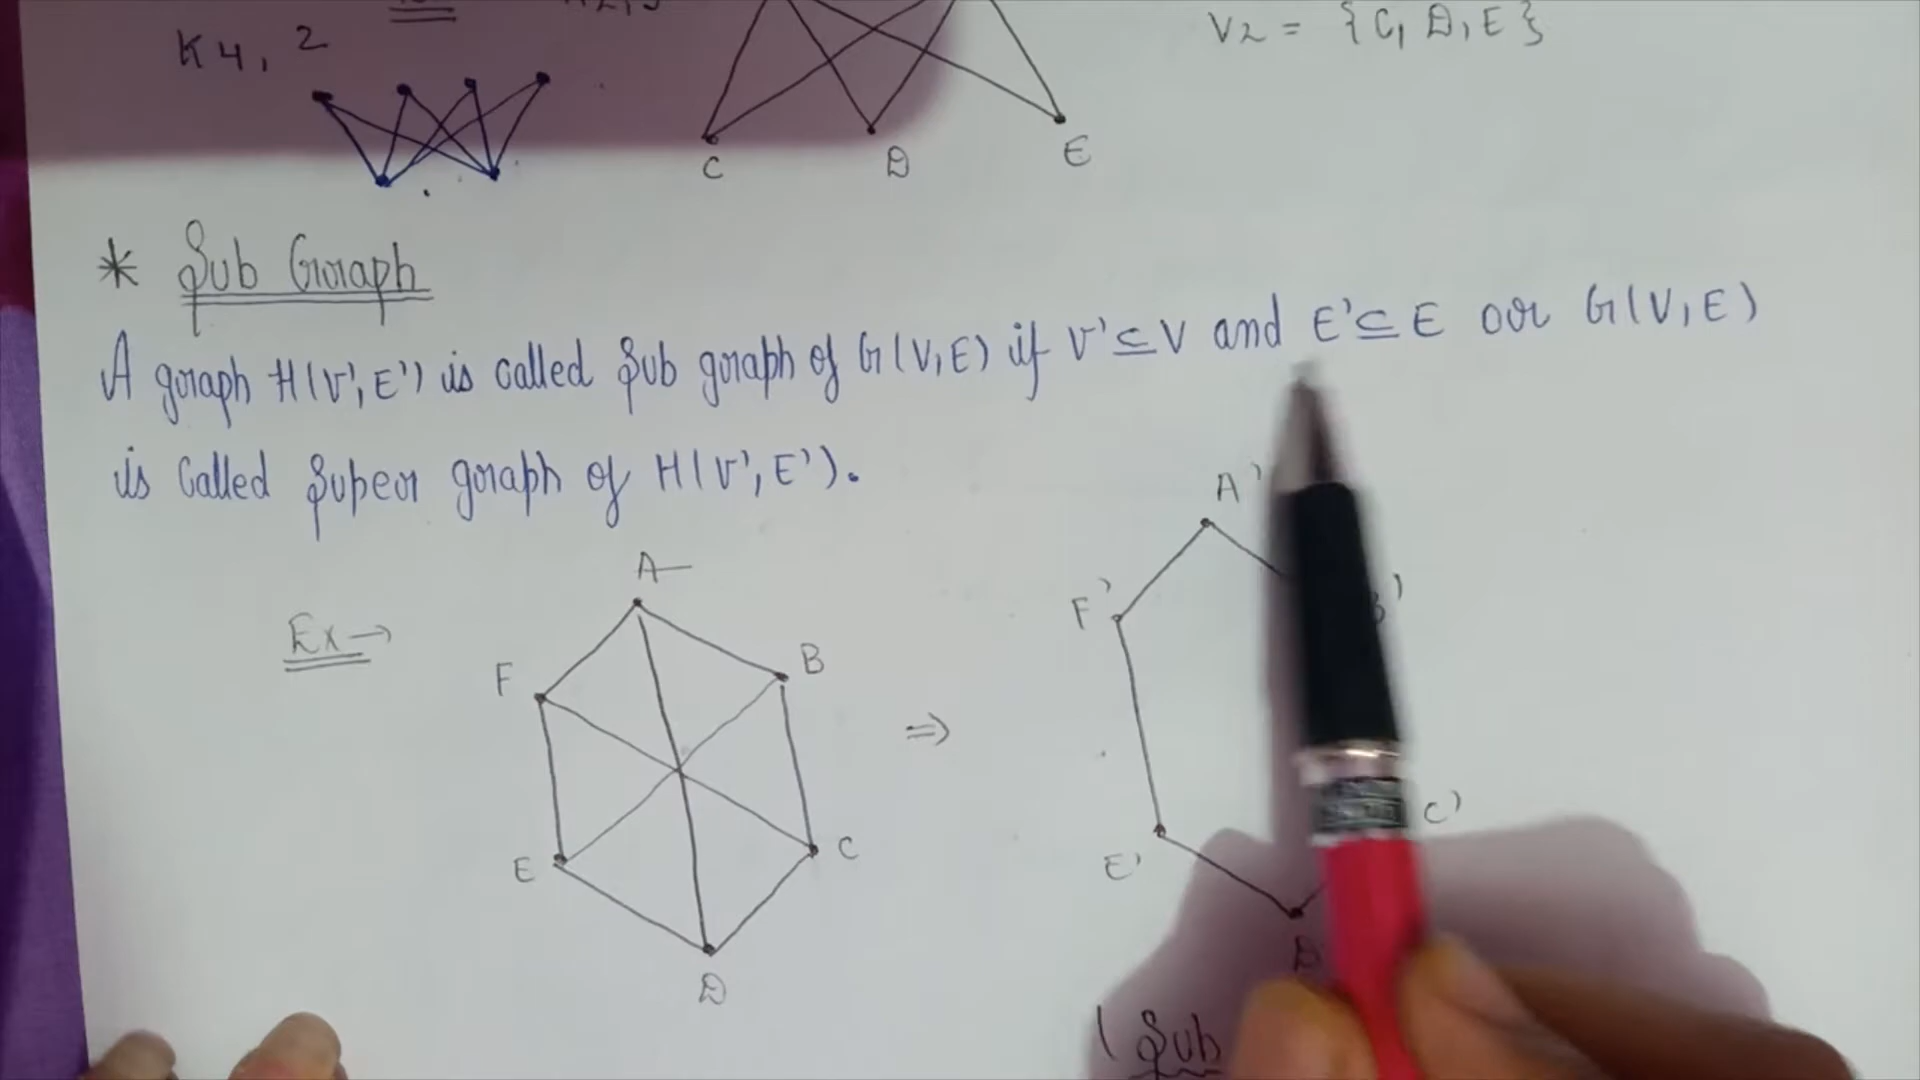 K4,2
V2 = {C, D, E}
C
D
E
* Sub Graph
A graph H(V', E') is called Sub graph of G(V, E) if V' ⊆ V and E' ⊆ E or G(V, E)
is called Super graph of H(V', E').
Ex→
A
F
B
E
C
D
⇒
A'
F'
B'
C'
E'
D'
( Sub